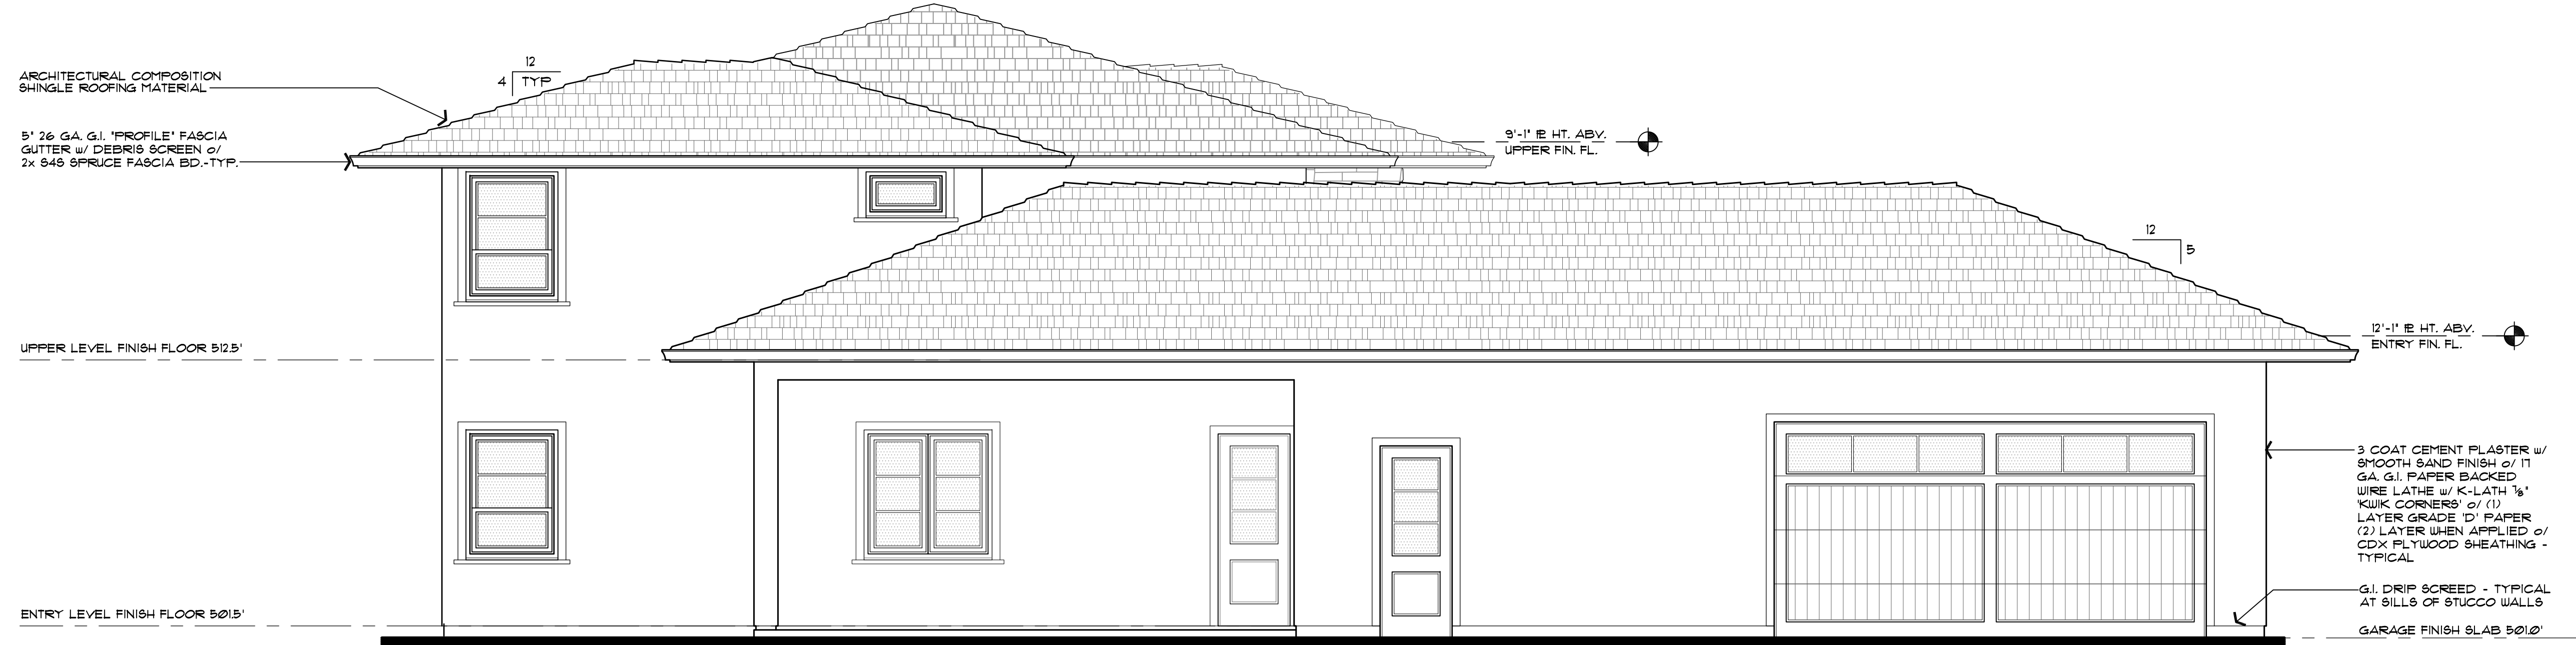 ARCHITECTURAL COMPOSITION
SHINGLE ROOFING MATERIAL
5" 26 GA. G.I. "PROFILE" FASCIA
GUTTER w/ DEBRIS SCREEN o/
2x S4S SPRUCE FASCIA BD.-TYP.
12
4 TYP
9'-1" PL HT. ABV.
UPPER FIN. FL.
12
5
12'-1" PL HT. ABV.
ENTRY FIN. FL.
UPPER LEVEL FINISH FLOOR 512.5'
3 COAT CEMENT PLASTER w/
SMOOTH SAND FINISH o/ 17
GA. G.I. PAPER BACKED
WIRE LATHE w/ K-LATH 7/8"
'KWIK CORNERS' o/ (1)
LAYER GRADE 'D' PAPER
(2) LAYER WHEN APPLIED o/
CDX PLYWOOD SHEATHING -
TYPICAL
G.I. DRIP SCREED - TYPICAL
AT SILLS OF STUCCO WALLS
ENTRY LEVEL FINISH FLOOR 501.5'
GARAGE FINISH SLAB 501.0'